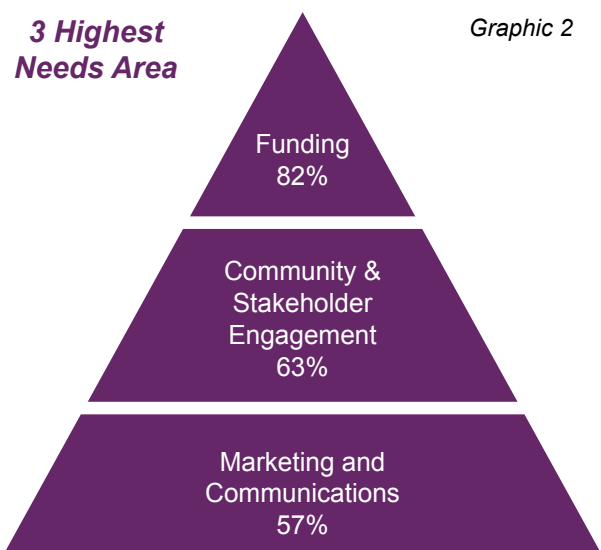 3 Highest
Needs Area
Graphic 2
Funding
82%
Community &
Stakeholder
Engagement
63%
Marketing and
Communications
57%